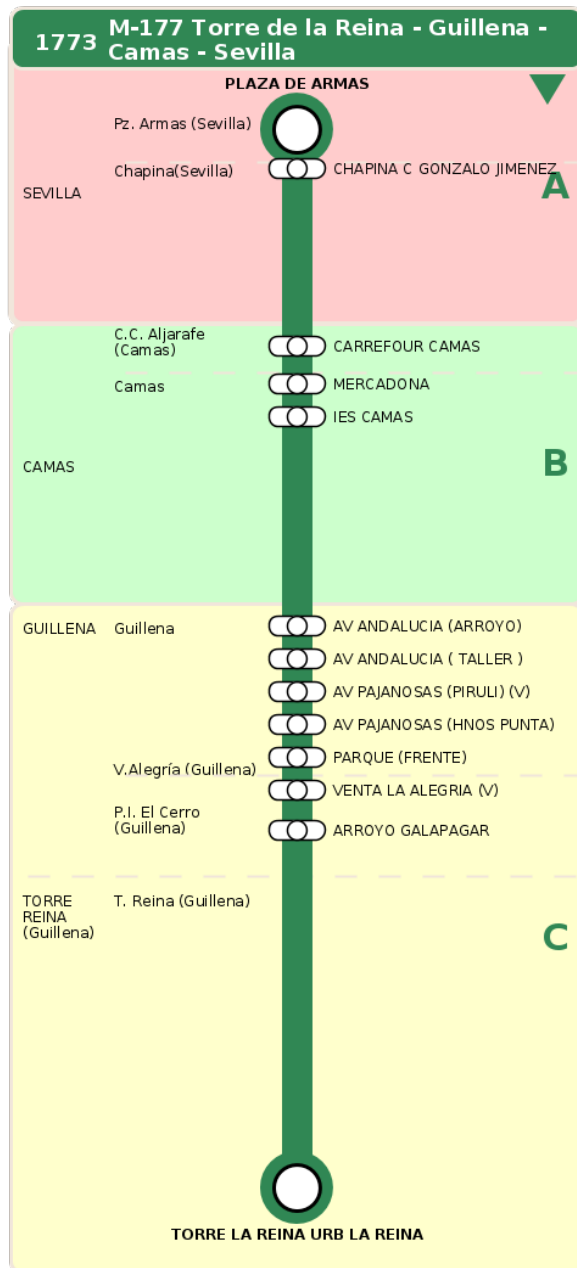 1773 M-177 Torre de la Reina - Guillena -
Camas - Sevilla
PLAZA DE ARMAS
Pz. Armas (Sevilla)
Chapina(Sevilla)
CHAPINA C GONZALO JIMENEZ
A
SEVILLA
C.C. Aljarafe
(Camas)
CARREFOUR CAMAS
Camas
MERCADONA
IES CAMAS
CAMAS
B
GUILLENA
Guillena
AV ANDALUCIA (ARROYO)
AV ANDALUCIA ( TALLER )
AV PAJANOSAS (PIRULI) (V)
AV PAJANOSAS (HNOS PUNTA)
PARQUE (FRENTE)
V.Alegría (Guillena)
VENTA LA ALEGRIA (V)
P.I. El Cerro
(Guillena)
ARROYO GALAPAGAR
TORRE
REINA
(Guillena)
T. Reina (Guillena)
C
TORRE LA REINA URB LA REINA